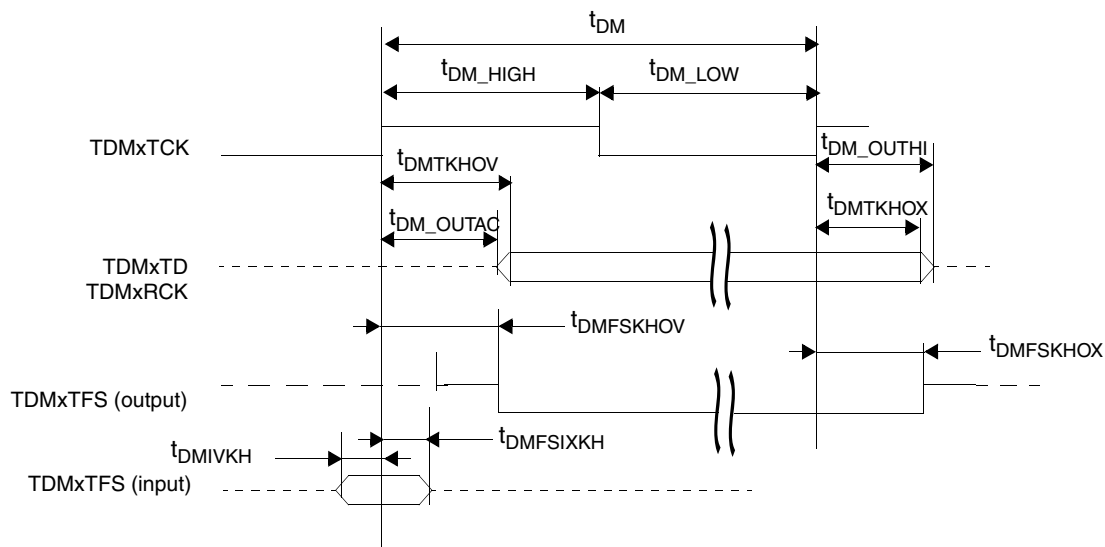 tDM
tDM_HIGH
tDM_LOW
TDMxTCK
tDM_OUTHI
tDMTKHOV
tDMTKHOX
tDM_OUTAC
TDMxTD
TDMxRCK
tDMFSKHOV
tDMFSKHOX
TDMxTFS (output)
tDMIVKH
tDMFSIXKH
TDMxTFS (input)